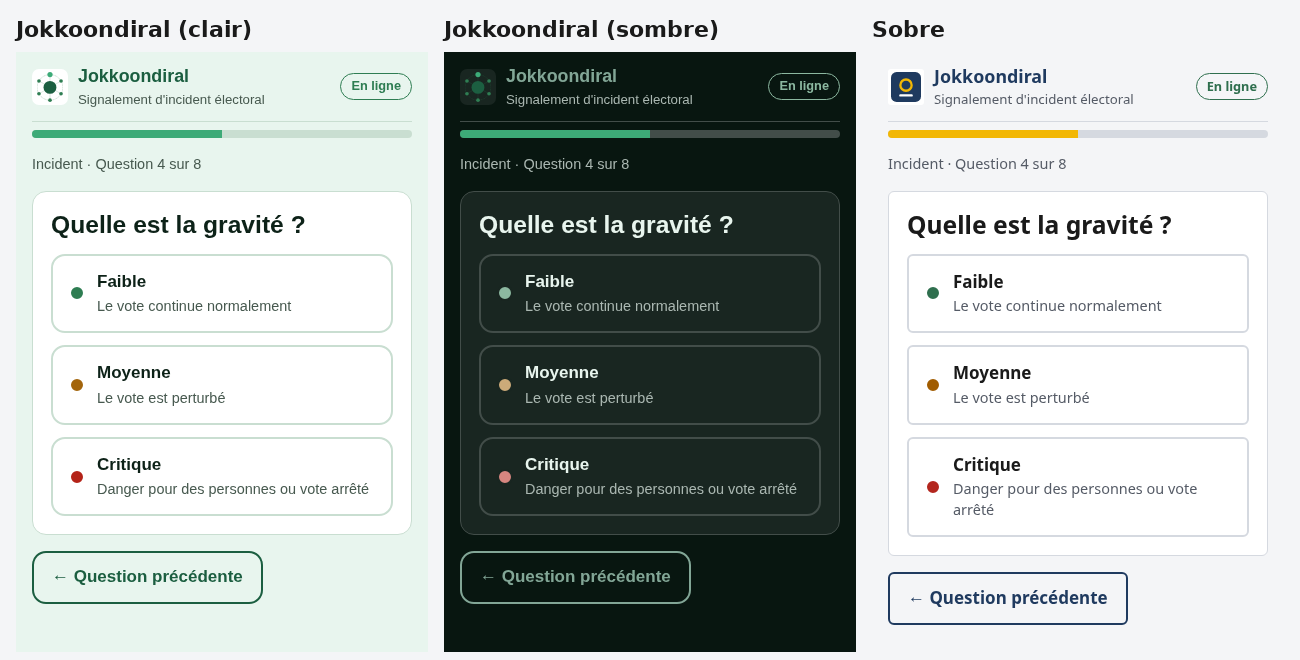 Jokkoondiral (clair)
Jokkoondiral
Signalement d'incident électoral
En ligne
Incident · Question 4 sur 8
Quelle est la gravité ?
Faible
Le vote continue normalement
Moyenne
Le vote est perturbé
Critique
Danger pour des personnes ou vote arrêté
← Question précédente
Jokkoondiral (sombre)
Jokkoondiral
Signalement d'incident électoral
En ligne
Incident · Question 4 sur 8
Quelle est la gravité ?
Faible
Le vote continue normalement
Moyenne
Le vote est perturbé
Critique
Danger pour des personnes ou vote arrêté
← Question précédente
Sobre
Jokkoondiral
Signalement d'incident électoral
En ligne
Incident · Question 4 sur 8
Quelle est la gravité ?
Faible
Le vote continue normalement
Moyenne
Le vote est perturbé
Critique
Danger pour des personnes ou vote
arrêté
← Question précédente